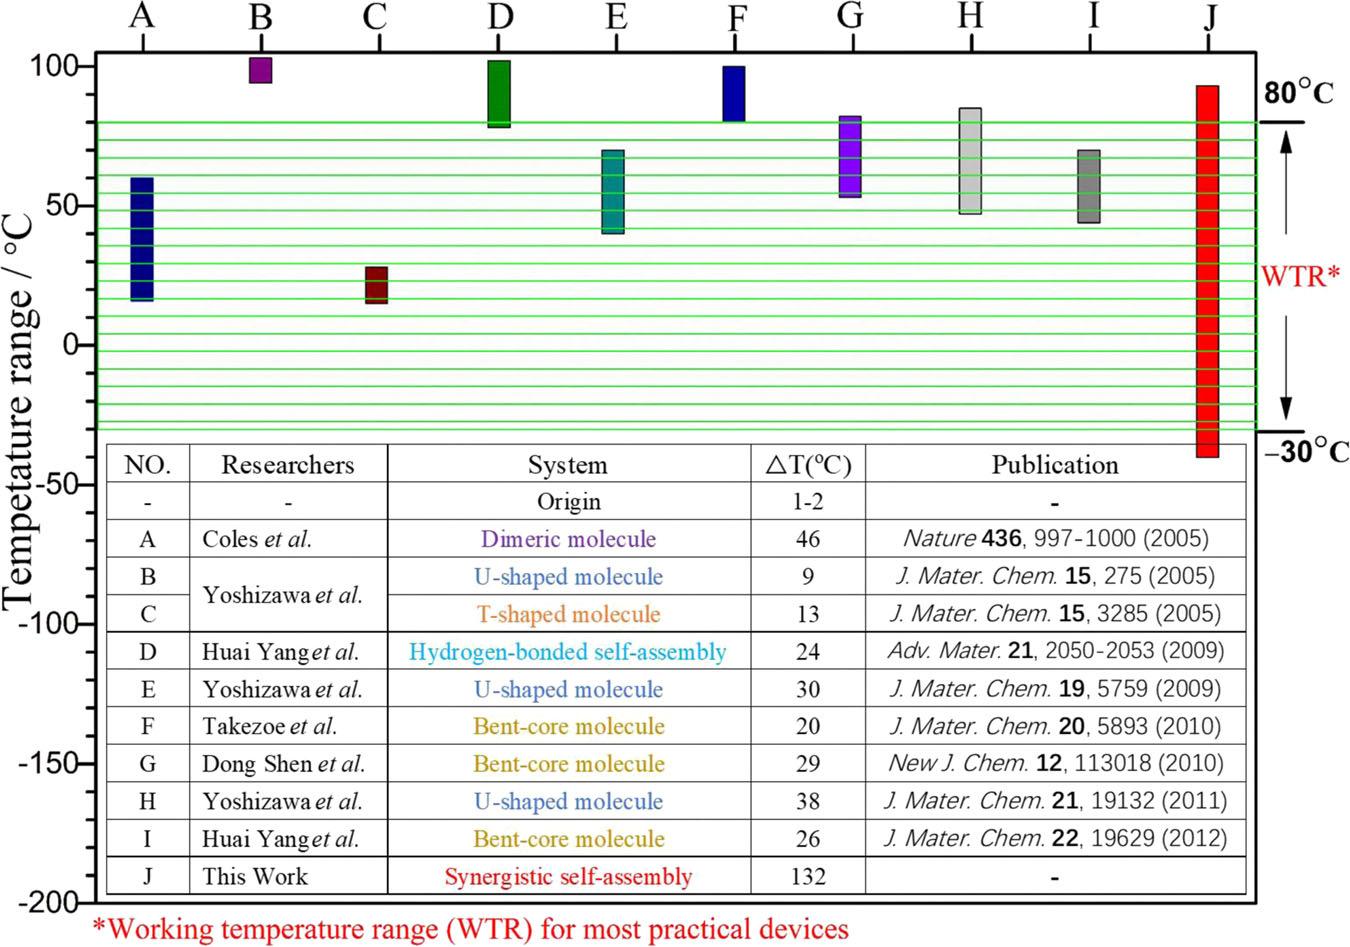 A B C D E F G H I J
100
50
0
-50
-100
-150
-200
Tempetature range / °C
80°C
WTR*
−30°C
NO. Researchers System △T(°C) Publication
- - Origin 1-2 -
A Coles et al. Dimeric molecule 46 Nature 436, 997-1000 (2005)
B Yoshizawa et al. U-shaped molecule 9 J. Mater. Chem. 15, 275 (2005)
C T-shaped molecule 13 J. Mater. Chem. 15, 3285 (2005)
D Huai Yang et al. Hydrogen-bonded self-assembly 24 Adv. Mater. 21, 2050-2053 (2009)
E Yoshizawa et al. U-shaped molecule 30 J. Mater. Chem. 19, 5759 (2009)
F Takezoe et al. Bent-core molecule 20 J. Mater. Chem. 20, 5893 (2010)
G Dong Shen et al. Bent-core molecule 29 New J. Chem. 12, 113018 (2010)
H Yoshizawa et al. U-shaped molecule 38 J. Mater. Chem. 21, 19132 (2011)
I Huai Yang et al. Bent-core molecule 26 J. Mater. Chem. 22, 19629 (2012)
J This Work Synergistic self-assembly 132 -
*Working temperature range (WTR) for most practical devices